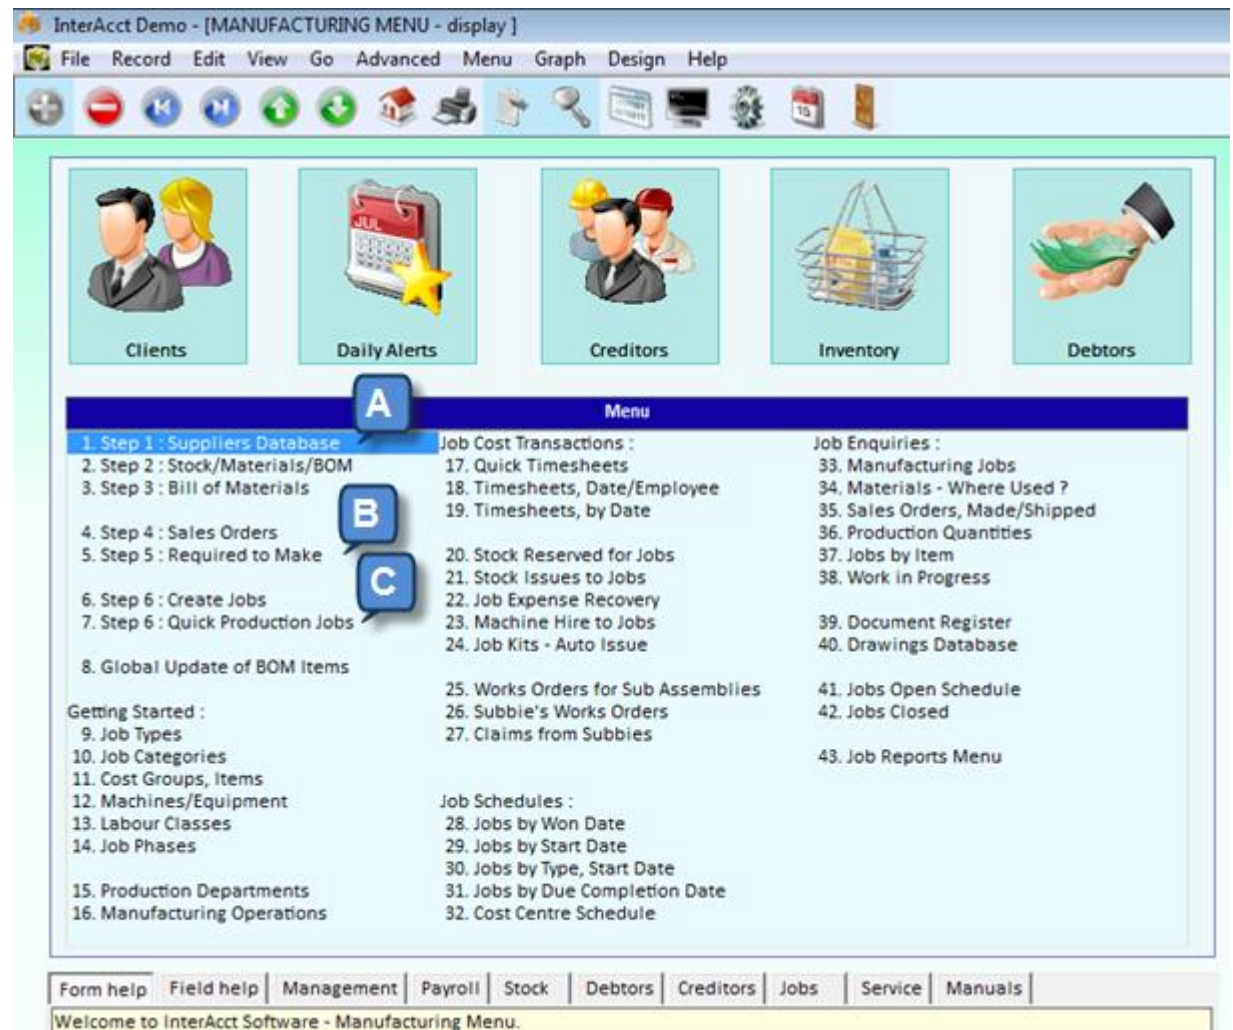 InterAcct Demo - [MANUFACTURING MENU - display ]
File Record Edit View Go Advanced Menu Graph Design Help
15
JUL
Clients Daily Alerts Creditors Inventory Debtors
A
Menu
1. Step 1 : Suppliers Database
2. Step 2 : Stock/Materials/BOM
3. Step 3 : Bill of Materials
B
4. Step 4 : Sales Orders
5. Step 5 : Required to Make
C
6. Step 6 : Create Jobs
7. Step 6 : Quick Production Jobs
8. Global Update of BOM Items
Getting Started :
9. Job Types
10. Job Categories
11. Cost Groups, Items
12. Machines/Equipment
13. Labour Classes
14. Job Phases
15. Production Departments
16. Manufacturing Operations
Job Cost Transactions :
17. Quick Timesheets
18. Timesheets, Date/Employee
19. Timesheets, by Date
20. Stock Reserved for Jobs
21. Stock Issues to Jobs
22. Job Expense Recovery
23. Machine Hire to Jobs
24. Job Kits - Auto Issue
25. Works Orders for Sub Assemblies
26. Subbie's Works Orders
27. Claims from Subbies
Job Schedules :
28. Jobs by Won Date
29. Jobs by Start Date
30. Jobs by Type, Start Date
31. Jobs by Due Completion Date
32. Cost Centre Schedule
Job Enquiries :
33. Manufacturing Jobs
34. Materials - Where Used ?
35. Sales Orders, Made/Shipped
36. Production Quantities
37. Jobs by Item
38. Work in Progress
39. Document Register
40. Drawings Database
41. Jobs Open Schedule
42. Jobs Closed
43. Job Reports Menu
Form help Field help Management Payroll Stock Debtors Creditors Jobs Service Manuals
Welcome to InterAcct Software - Manufacturing Menu.